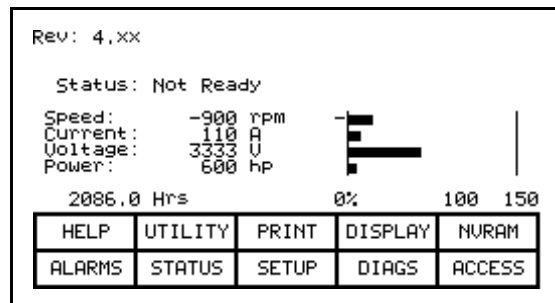 Rev: 4.xx
Status: Not Ready
Speed: -900 rpm -
Current: 110 A
Voltage: 3333 V
Power: 600 hp
2086.0 Hrs 0% 100 150
HELP UTILITY PRINT DISPLAY NVRAM
ALARMS STATUS SETUP DIAGS ACCESS